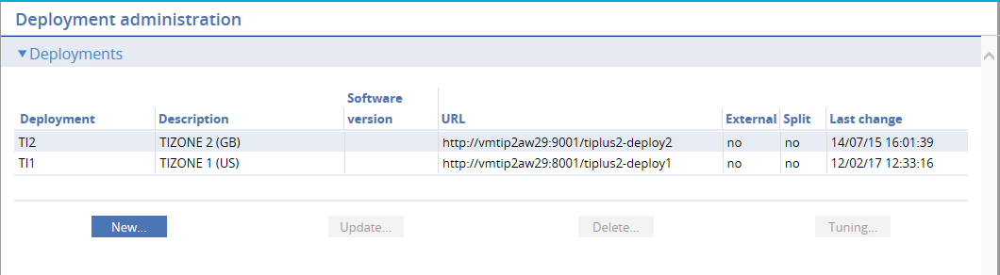 Deployment administration
Deployments
Deployment Description Software version URL External Split Last change
TI2 TIZONE 2 (GB) http://vmtip2aw29:9001/tiplus2-deploy2 no no 14/07/15 16:01:39
TI1 TIZONE 1 (US) http://vmtip2aw29:8001/tiplus2-deploy1 no no 12/02/17 12:33:16
New... Update... Delete... Tuning...